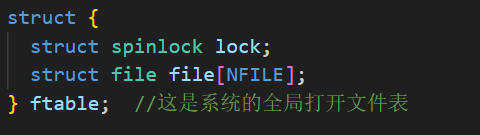 struct {
  struct spinlock lock;
  struct file file[NFILE];
} ftable;  //这是系统的全局打开文件表